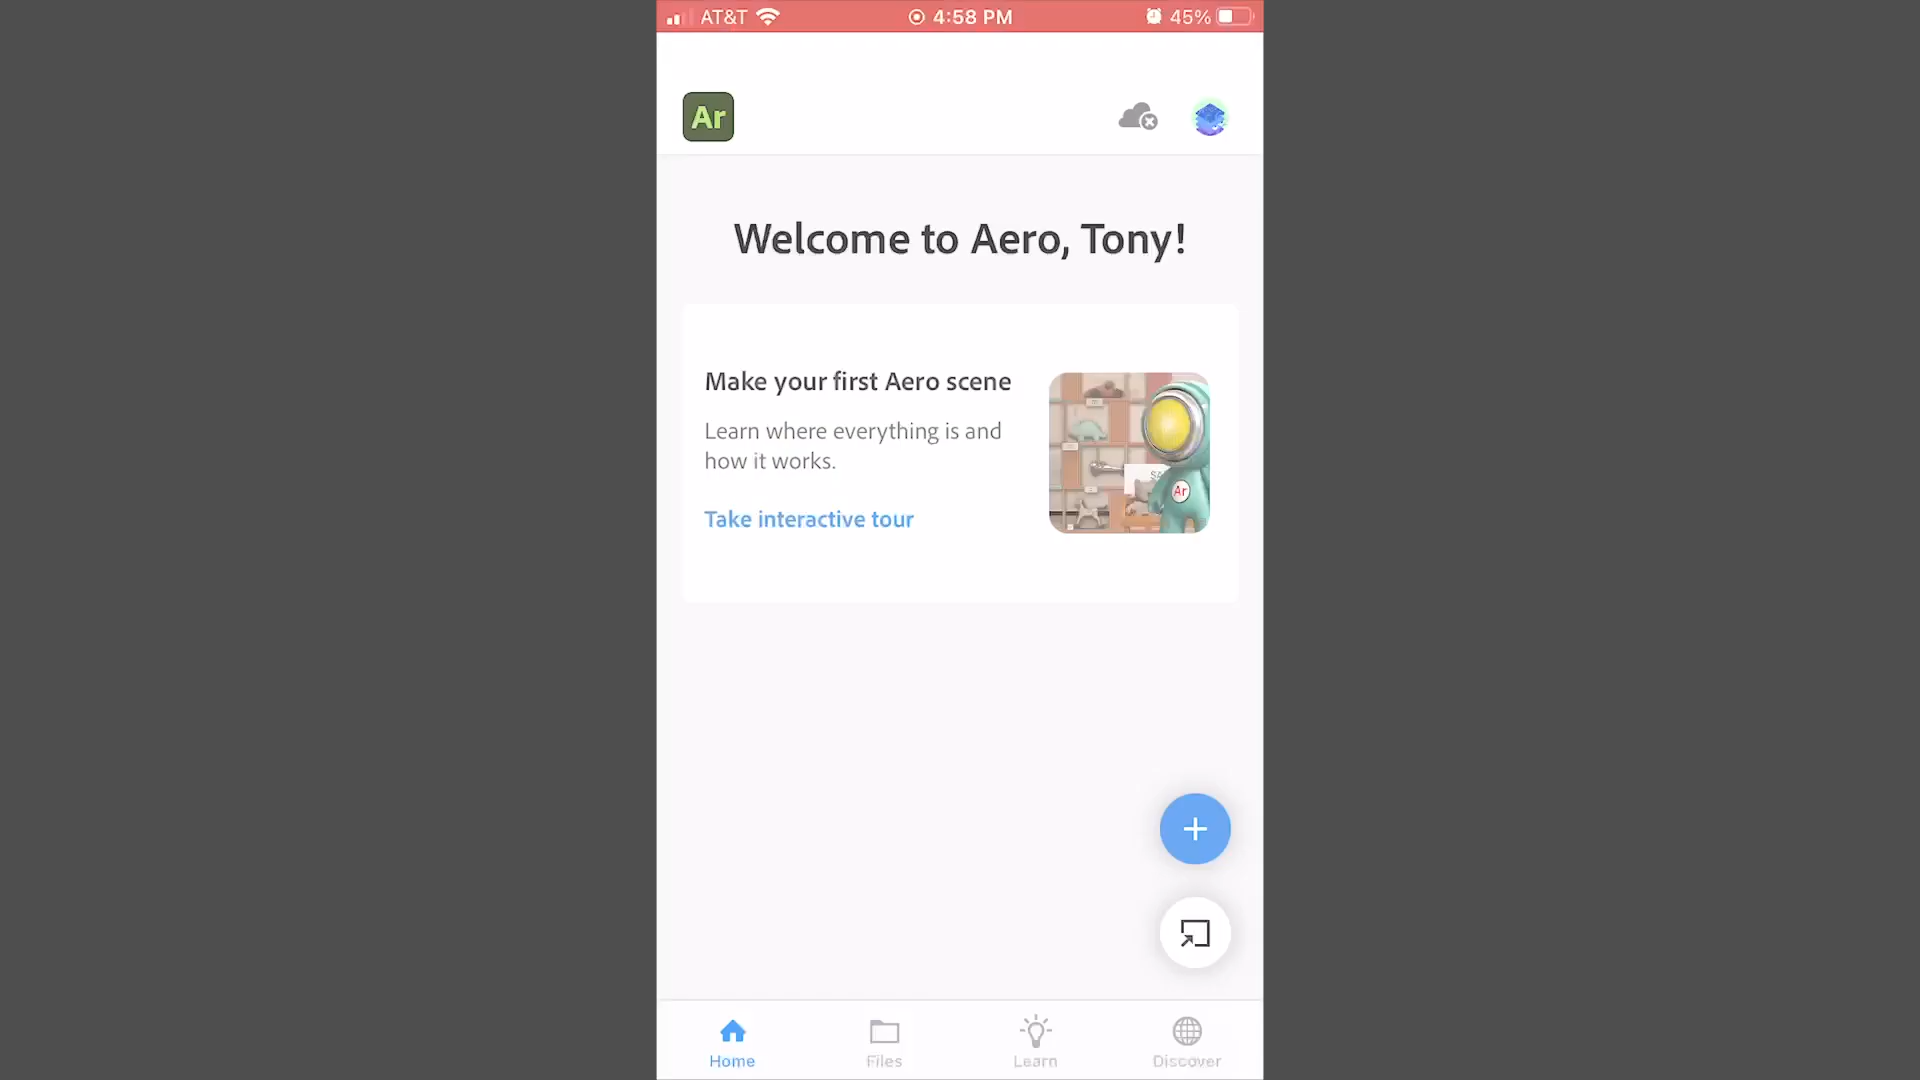 AT&T 4:58 PM 45%
Ar
Welcome to Aero, Tony!
Make your first Aero scene
Learn where everything is and
how it works.
Take interactive tour
Ar
Home Files Learn Discover